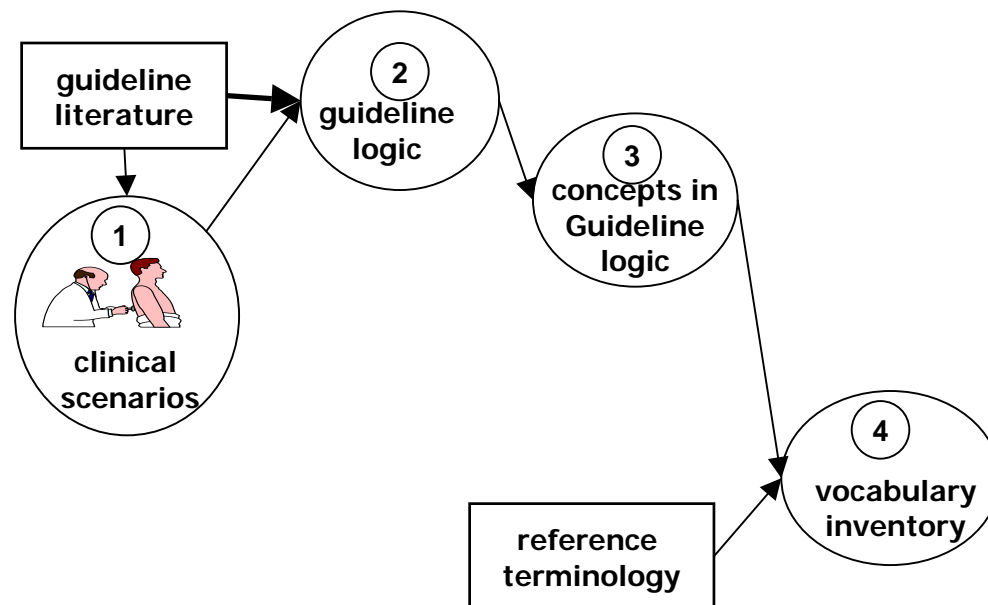 guideline
literature
2
guideline
logic
3
concepts in
Guideline
logic
1
clinical
scenarios
4
vocabulary
inventory
reference
terminology